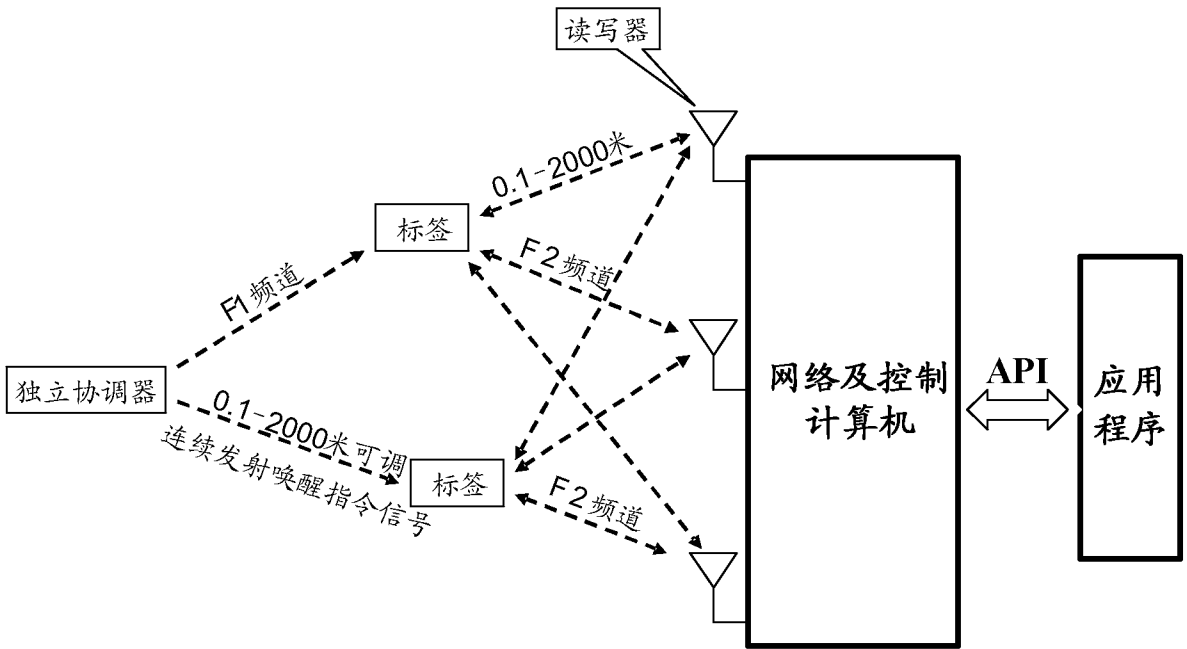 读写器
0.1-2000米
标签
F2频道
F1频道
独立协调器
0.1-2000米可调
连续发射唤醒指令信号
标签
F2频道
网络及控制
计算机
API
应用
程序